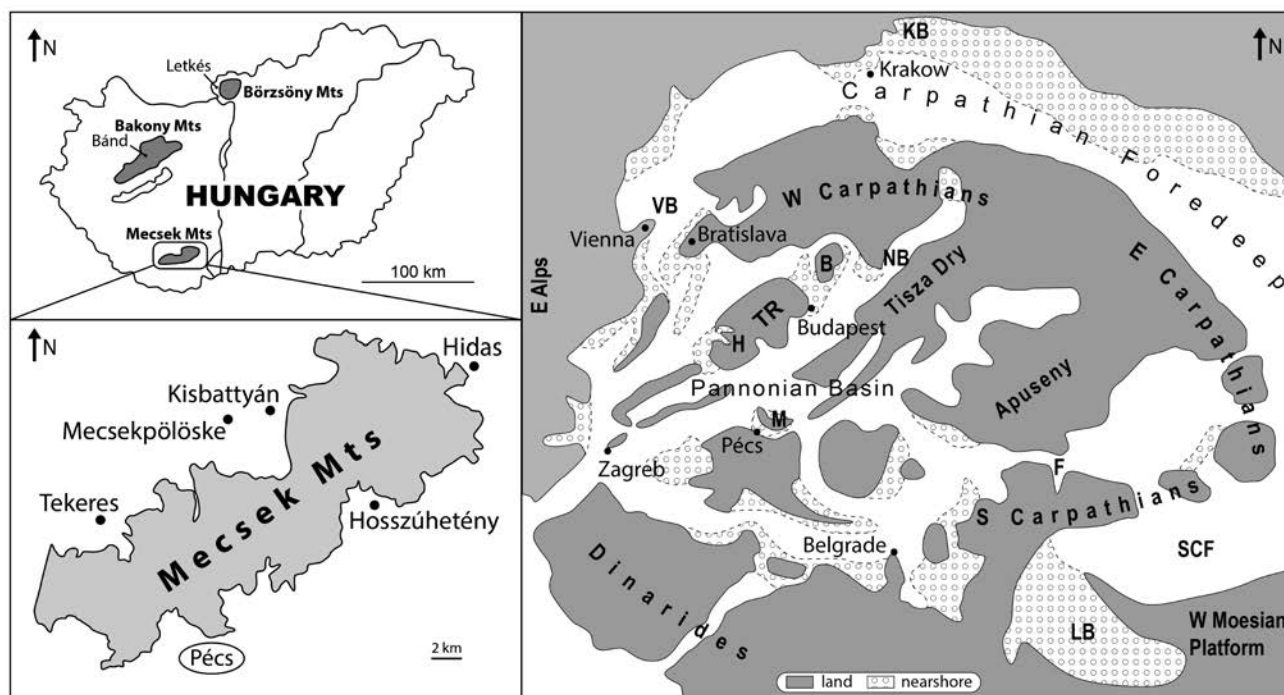 N
Letkés
Börzsöny Mts
Bakony Mts
Bánd
HUNGARY
Mecsek Mts
100 km
N
Hidas
Kisbattyán
Mecsekpölöske
Mecsek Mts
Tekeres
Hosszúhetény
Pécs
2 km
KB
N
Krakow
Carpathian Foredeep
W Carpathians
VB
Vienna
Bratislava
B
NB
E Alps
Tisza Dry
E Carpathians
TR
Budapest
H
Pannonian Basin
Apuseny
M
Pécs
Zagreb
F
S Carpathians
Belgrade
SCF
Dinarides
LB
W Moesian
Platform
land
nearshore